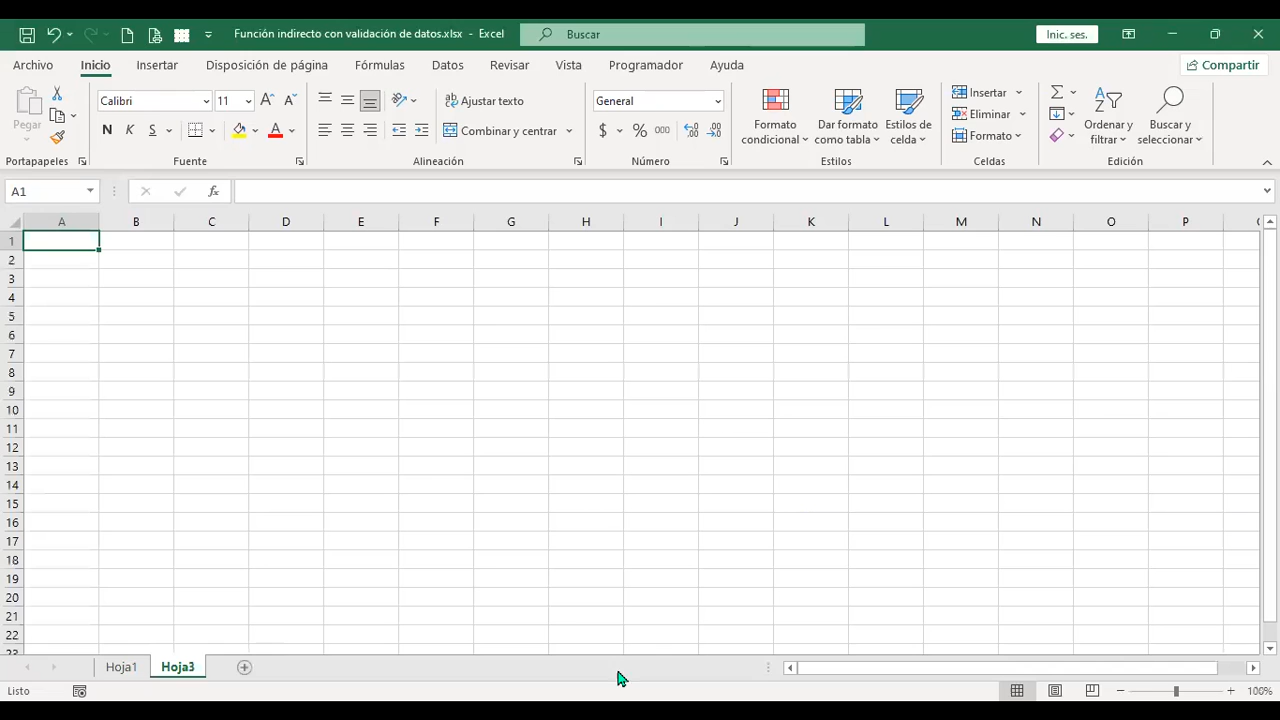 Función indirecto con validación de datos.xlsx - Excel
Buscar
Inic. ses.
Archivo Inicio Insertar Disposición de página Fórmulas Datos Revisar Vista Programador Ayuda
Compartir
Pegar
Portapapeles
Calibri 11
N K S
Fuente
Ajustar texto
Combinar y centrar
Alineación
General
$ % 000
Número
Formato condicional
Dar formato como tabla
Estilos de celda
Estilos
Insertar
Eliminar
Formato
Celdas
Ordenar y filtrar
Buscar y seleccionar
Edición
A1
fx
A B C D E F G H I J K L M N O P
1
2
3
4
5
6
7
8
9
10
11
12
13
14
15
16
17
18
19
20
21
22
23
Hoja1 Hoja3
Listo
100%